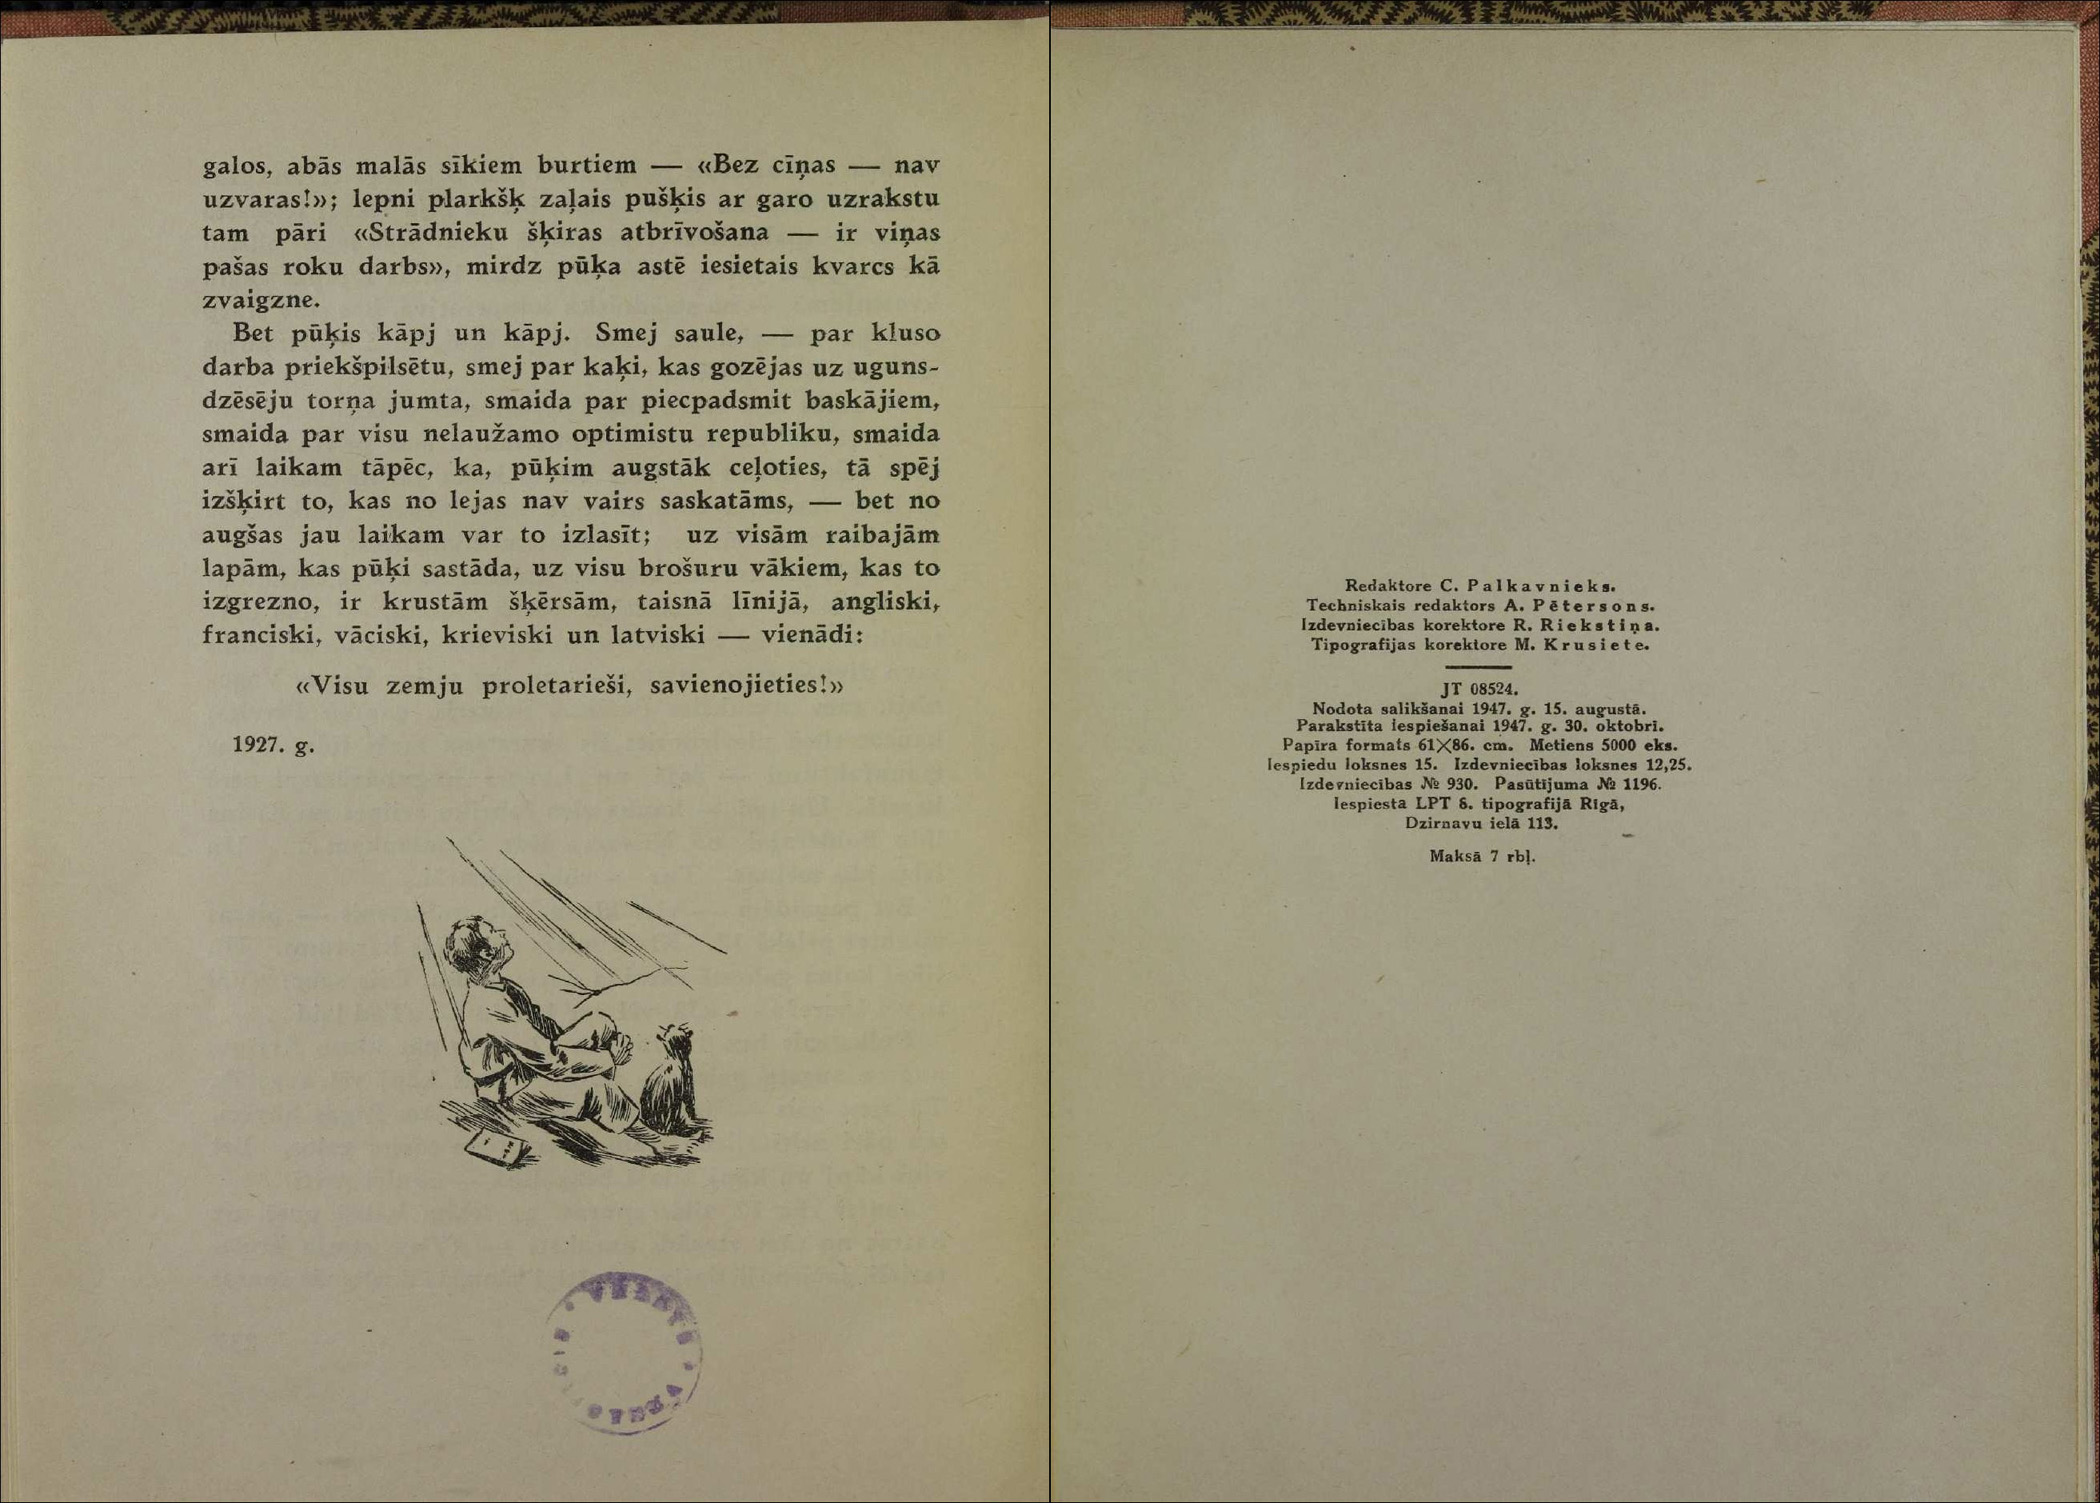 galos, abās malās sīkiem burtiem — «Bez cīņas — nav
uzvaras!»; lepni plarkšķ zaļais pušķis ar garo uzrakstu
tam pāri «Strādnieku šķiras atbrīvošana — ir viņas
pašas roku darbs», mirdz pūķa astē iesietais kvarcs kā
zvaigzne.
Bet pūķis kāpj un kāpj. Smej saule, — par kluso
darba priekšpilsētu, smej par kaķi, kas gozējas uz uguns-
dzēsēju torņa jumta, smaida par piecpadsmit baskājiem,
smaida par visu nelaužamo optimistu republiku, smaida
arī laikam tāpēc, ka, pūķim augstāk ceļoties, tā spēj
izšķirt to, kas no lejas nav vairs saskatāms, — bet no
augšas jau laikam var to izlasīt; uz visām raibajām
lapām, kas pūķi sastāda, uz visu brošuru vākiem, kas to
izgrezno, ir krustām šķērsām, taisnā līnijā, angliski,
franciski, vāciski, krieviski un latviski — vienādi:
«Visu zemju proletarieši, savienojieties!»
1927. g.
Redaktore C. Palkavnieks.
Techniskais redaktors A. Pētersons.
Izdevniecības korektore R. Riekstiņa.
Tipografijas korektore M. Krusiete.
JT 08524.
Nodota salikšanai 1947. g. 15. augustā.
Parakstīta iespiešanai 1947. g. 30. oktobrī.
Papīra formats 61×86. cm. Metiens 5000 eks.
Iespiedu loksnes 15. Izdevniecības loksnes 12,25.
Izdevniecības № 930. Pasūtījuma № 1196.
Iespiesta LPT 6. tipografijā Rīgā,
Dzirnavu ielā 113.
Maksā 7 rbļ.